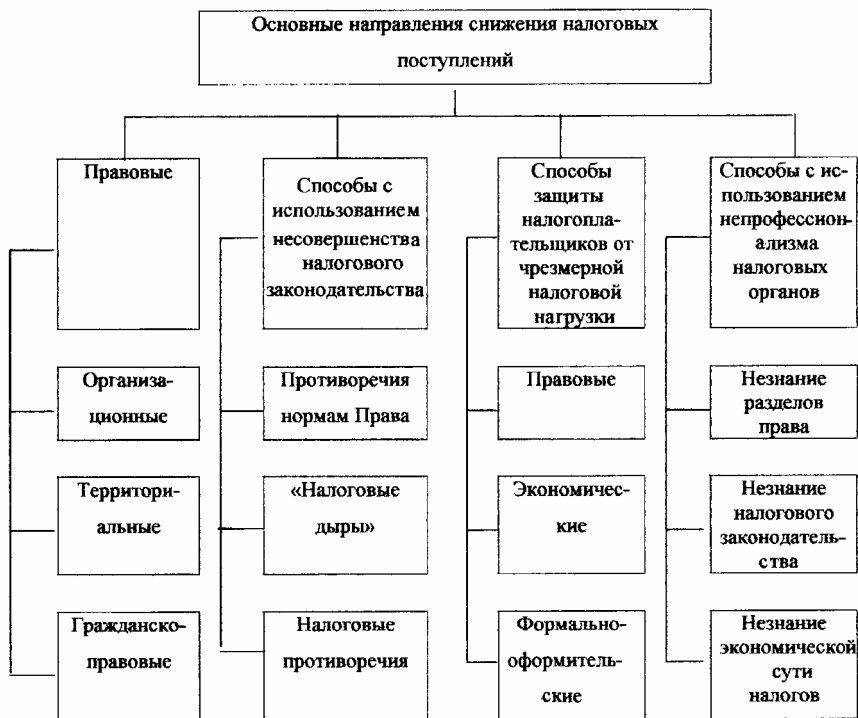 Основные направления снижения налоговых
поступлений
Правовые
Способы с
использованием
несовершенства
налогового
законодательства
Способы
защиты
налогопла-
тельщиков от
чрезмерной
налоговой
нагрузки
Способы с ис-
пользованием
непрофессион-
ализма
налоговых
органов
Организа-
ционные
Противоречия
нормам Права
Правовые
Незнание
разделов
права
Территори-
альные
«Налоговые
дыры»
Экономичес-
кие
Незнание
налогового
законодатель-
ства
Гражданско-
правовые
Налоговые
противоречия
Формально-
оформитель-
ские
Незнание
экономической
сути
налогов